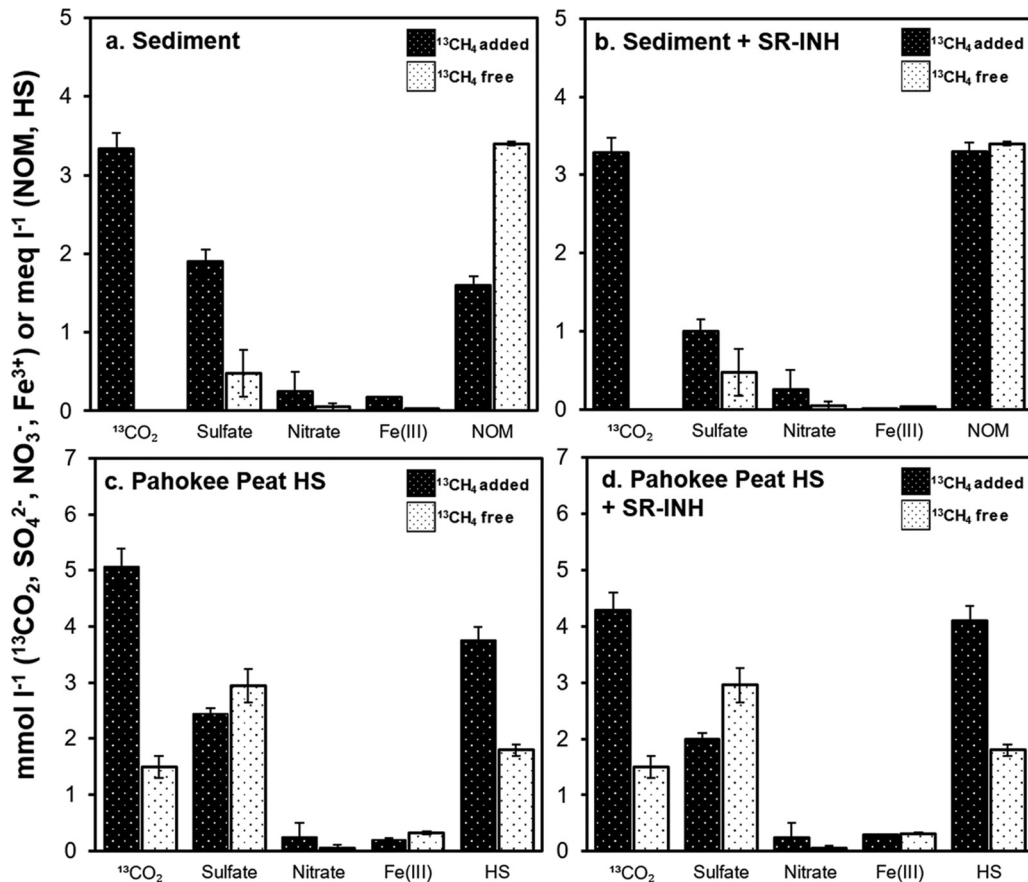 mmol l⁻¹ (¹³CO₂, SO₄²⁻, NO₃⁻, Fe³⁺) or meq l⁻¹ (NOM, HS)
a. Sediment
¹³CH₄ added
¹³CH₄ free
5
4
3
2
1
0
¹³CO₂ Sulfate Nitrate Fe(III) NOM
b. Sediment + SR-INH
¹³CH₄ added
¹³CH₄ free
5
4
3
2
1
0
¹³CO₂ Sulfate Nitrate Fe(III) NOM
c. Pahokee Peat HS
¹³CH₄ added
¹³CH₄ free
7
6
5
4
3
2
1
0
¹³CO₂ Sulfate Nitrate Fe(III) HS
d. Pahokee Peat HS
+ SR-INH
¹³CH₄ added
¹³CH₄ free
7
6
5
4
3
2
1
0
¹³CO₂ Sulfate Nitrate Fe(III) HS